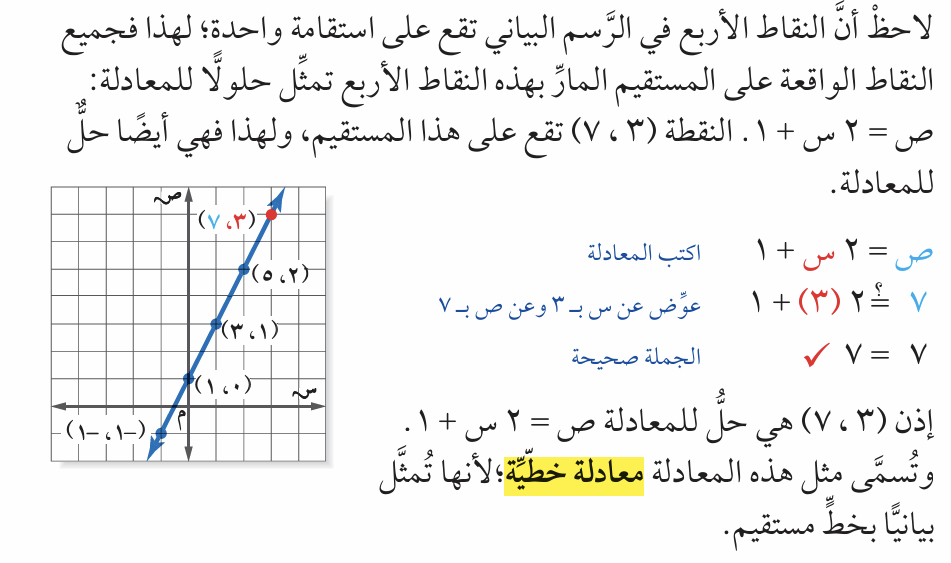 لاحظْ أنَّ النقاط الأربع في الرَّسم البياني تقع على استقامة واحدة؛ لهذا فجميع
النقاط الواقعة على المستقيم المارِّ بهذه النقاط الأربع تمثِّل حلولًا للمعادلة:
ص = ٢ س + ١. النقطة (٣ ، ٧) تقع على هذا المستقيم، ولهذا فهي أيضًا حلٌّ
للمعادلة.
ص = ٢ س + ١ اكتب المعادلة
٧ ≟ ٢ (٣) + ١ عوِّض عن س بـ ٣ وعن ص بـ ٧
٧ = ٧ ✓ الجملة صحيحة
إذن (٣ ، ٧) هي حلُّ للمعادلة ص = ٢ س + ١.
وتُسمَّى مثل هذه المعادلة معادلة خطيِّة؛ لأنها تُمثَّل
بيانيًّا بخطٍّ مستقيم.
ص
(٣، ٧)
(٢، ٥)
(١، ٣)
(٠، ١)
س
م
(−١، −١)